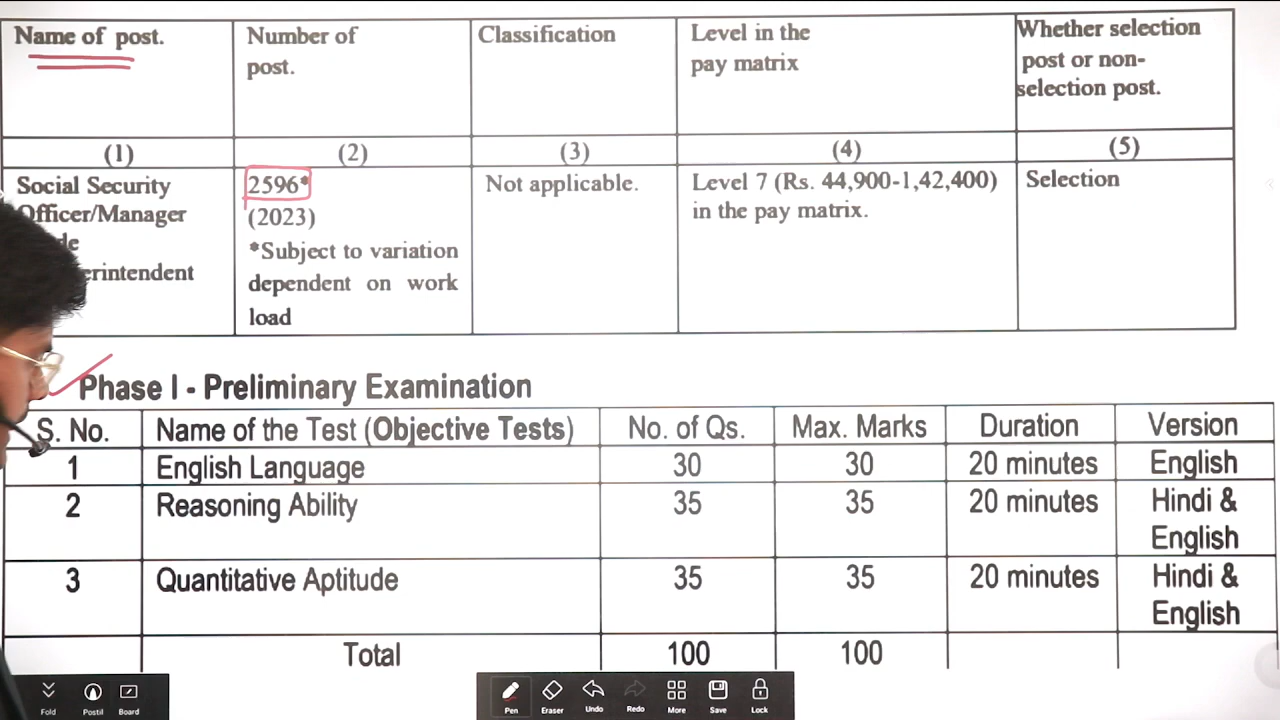 Name of post.
Number of post.
Classification
Level in the pay matrix
Whether selection post or non-selection post.
(1)
(2)
(3)
(4)
(5)
Social Security
Officer/Manager
erintendent
2596*
(2023)
*Subject to variation
dependent on work
load
Not applicable.
Level 7 (Rs. 44,900-1,42,400)
in the pay matrix.
Selection
Phase I - Preliminary Examination
S. No. Name of the Test (Objective Tests) No. of Qs. Max. Marks Duration Version
1 English Language 30 30 20 minutes English
2 Reasoning Ability 35 35 20 minutes Hindi &
English
3 Quantitative Aptitude 35 35 20 minutes Hindi &
English
Total 100 100
Fold Postil Board Pen Eraser Undo Redo More Save Lock